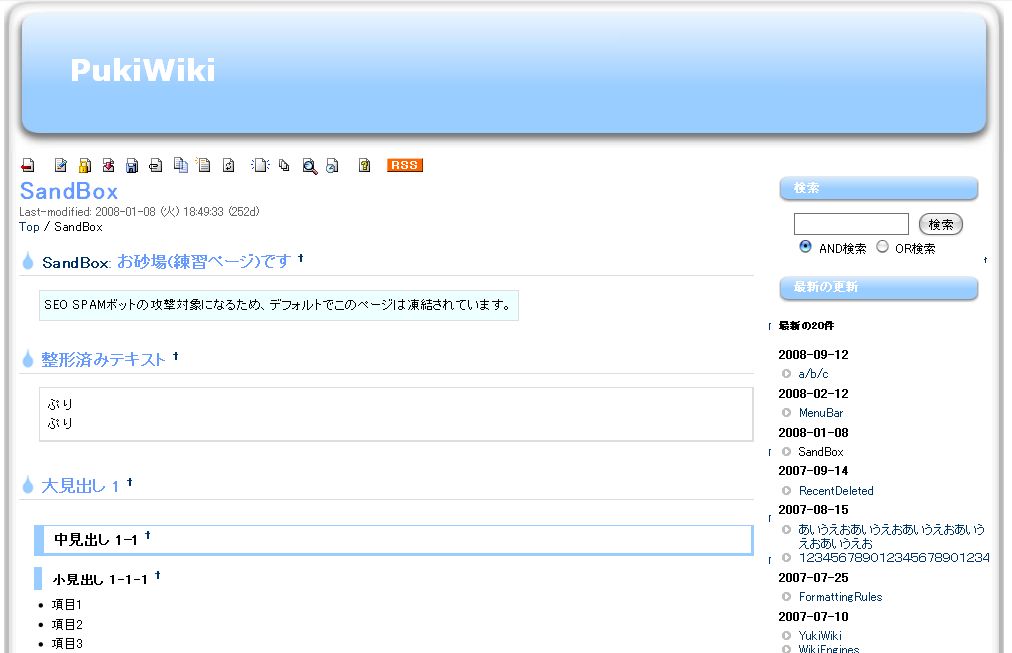 PukiWiki
RSS
SandBox
Last-modified: 2008-01-08 (火) 18:49:33 (252d)
Top / SandBox
SandBox: お砂場(練習ページ)です †
SEO SPAMボットの攻撃対象になるため、デフォルトでこのページは凍結されています。
整形済みテキスト †
ぷり
ぷり
大見出し 1 †
中見出し 1-1 †
小見出し 1-1-1 †
項目1
項目2
項目3
検索
検索
AND検索 OR検索
↑
最新の更新
最新の20件
2008-09-12
a/b/c
2008-02-12
MenuBar
2008-01-08
SandBox
2007-09-14
RecentDeleted
2007-08-15
あいうえおあいうえおあいうえおあいう
えおあいうえお
123456789012345678901234
2007-07-25
FormattingRules
2007-07-10
YukiWiki
WikiEngines